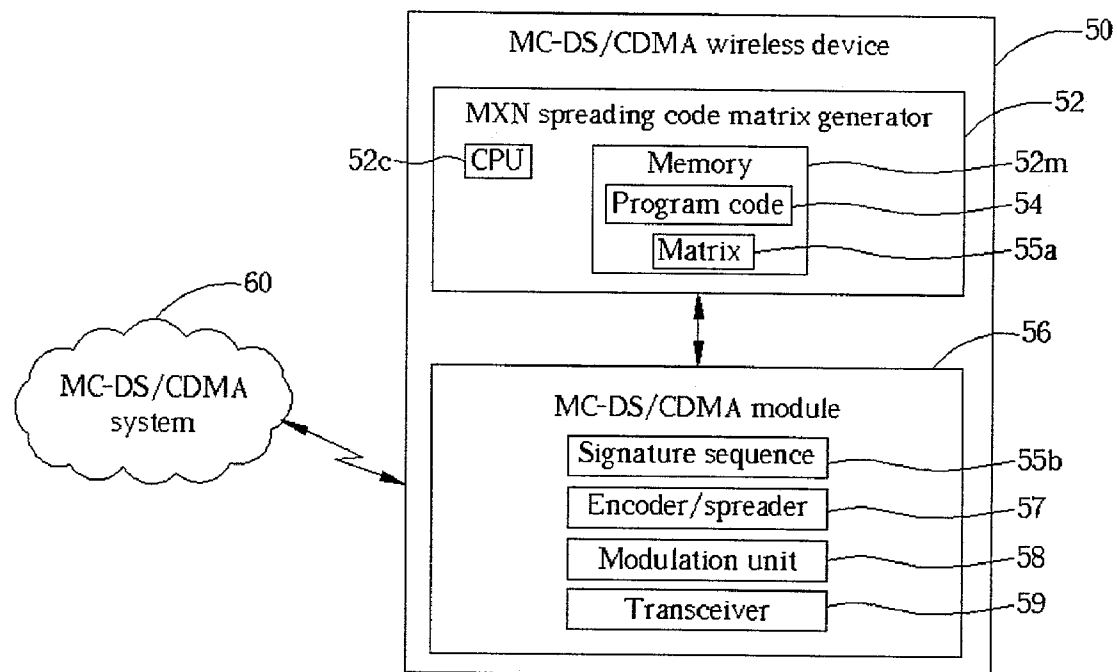 MC-DS/CDMA wireless device
50
MXN spreading code matrix generator
52
52c
CPU
Memory
52m
Program code
54
Matrix
55a
60
MC-DS/CDMA
system
56
MC-DS/CDMA module
Signature sequence
55b
Encoder/spreader
57
Modulation unit
58
Transceiver
59